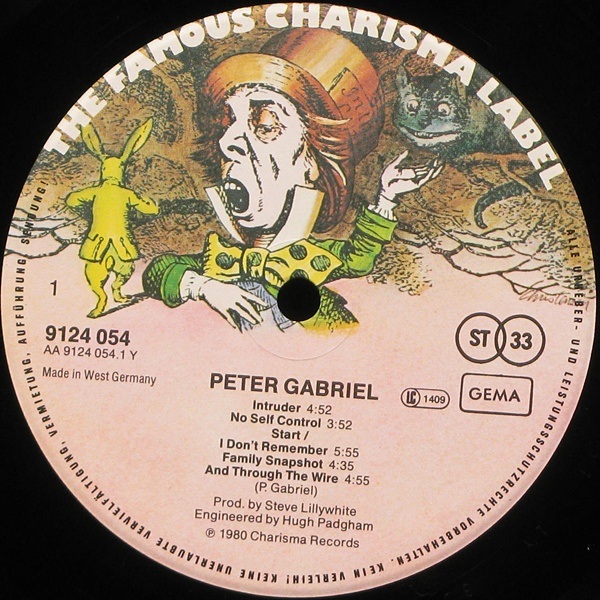 THE FAMOUS CHARISMA LABEL
1
9124 054
AA 9124 054.1 Y
Made in West Germany
ST 33
LC 1409
GEMA
PETER GABRIEL
Intruder 4:52
No Self Control 3:52
Start /
I Don't Remember 5:55
Family Snapshot 4:35
And Through The Wire 4:55
(P. Gabriel)
Prod. by Steve Lillywhite
Engineered by Hugh Padgham
℗ 1980 Charisma Records
ALLE URHEBER- UND LEISTUNGSSCHUTZRECHTE VORBEHALTEN. KEIN VERLEIH! KEINE UNERLAUBTE VERVIELFÄLTIGUNG, VERMIETUNG, AUFFÜHRUNG, SENDUNG!